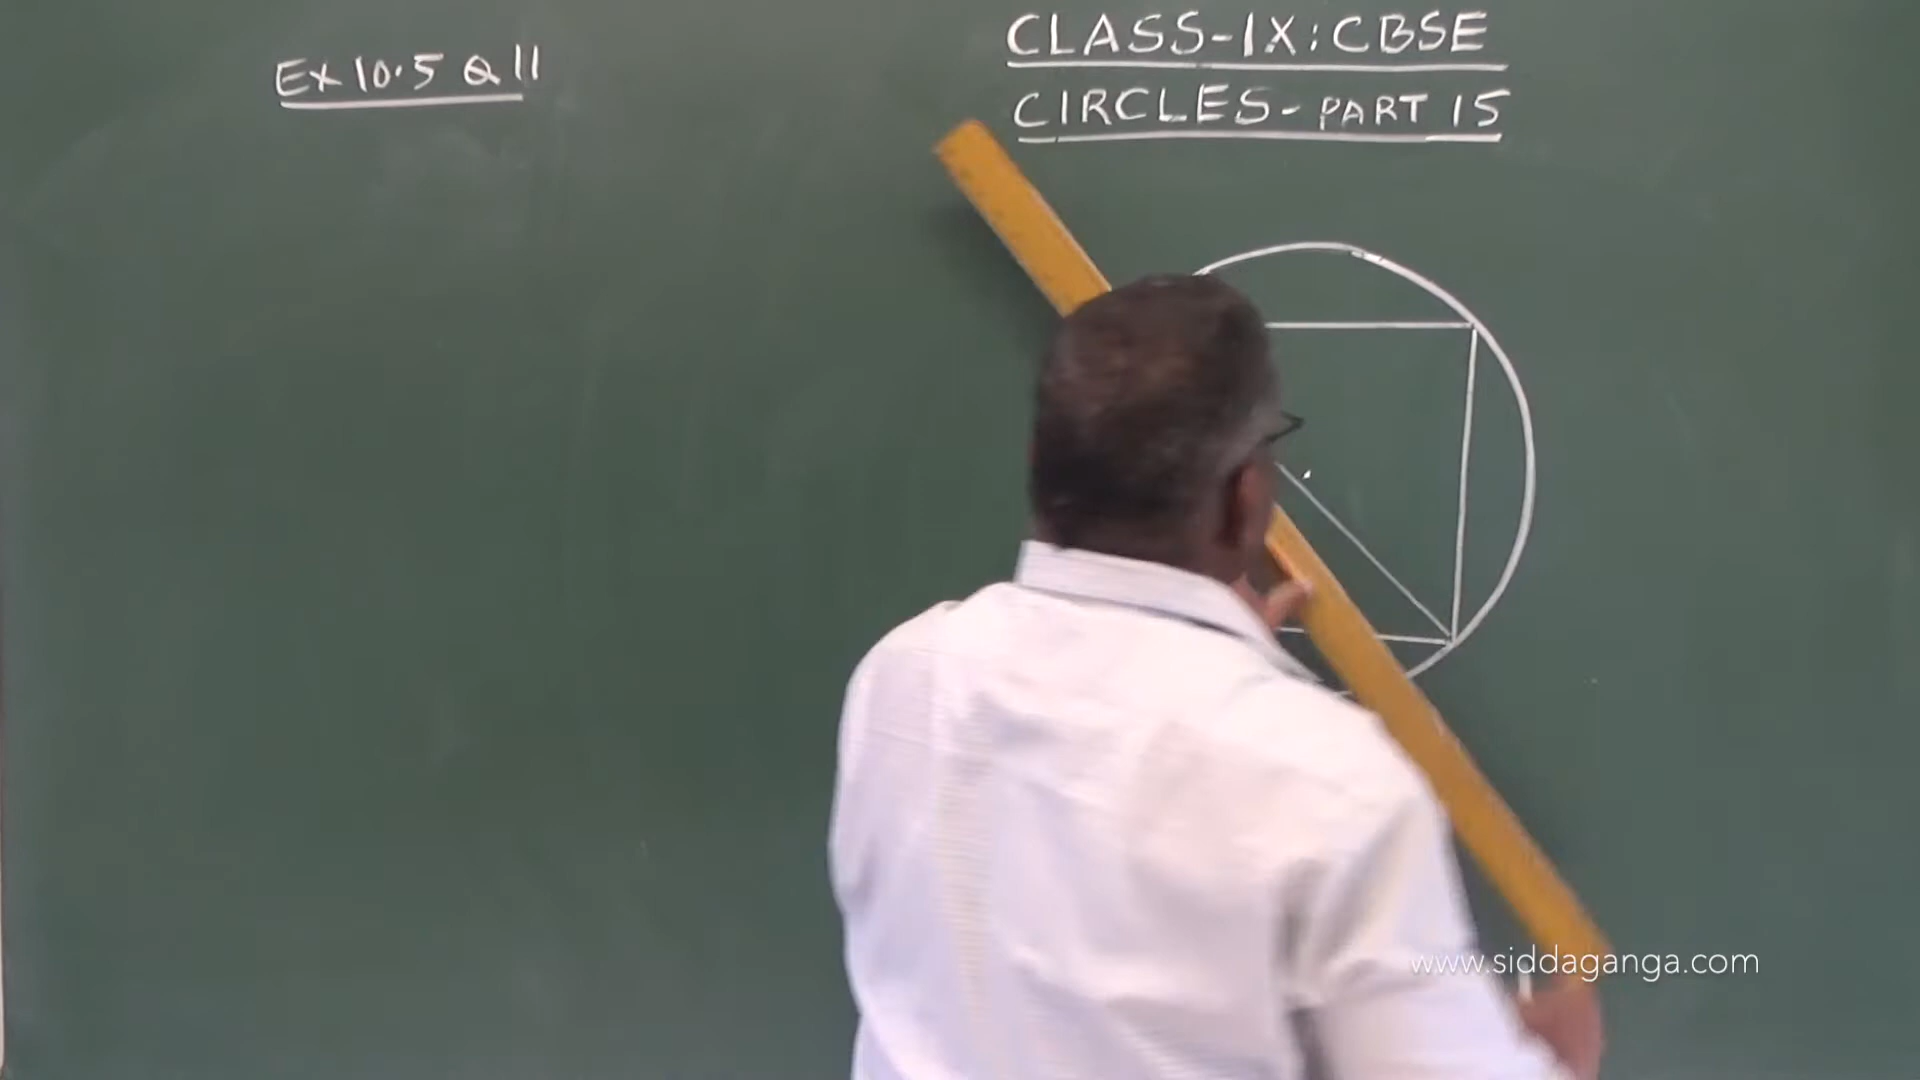 Ex 10.5 Q 11
CLASS-IX: CBSE
CIRCLES - PART 15
www.siddaganga.com